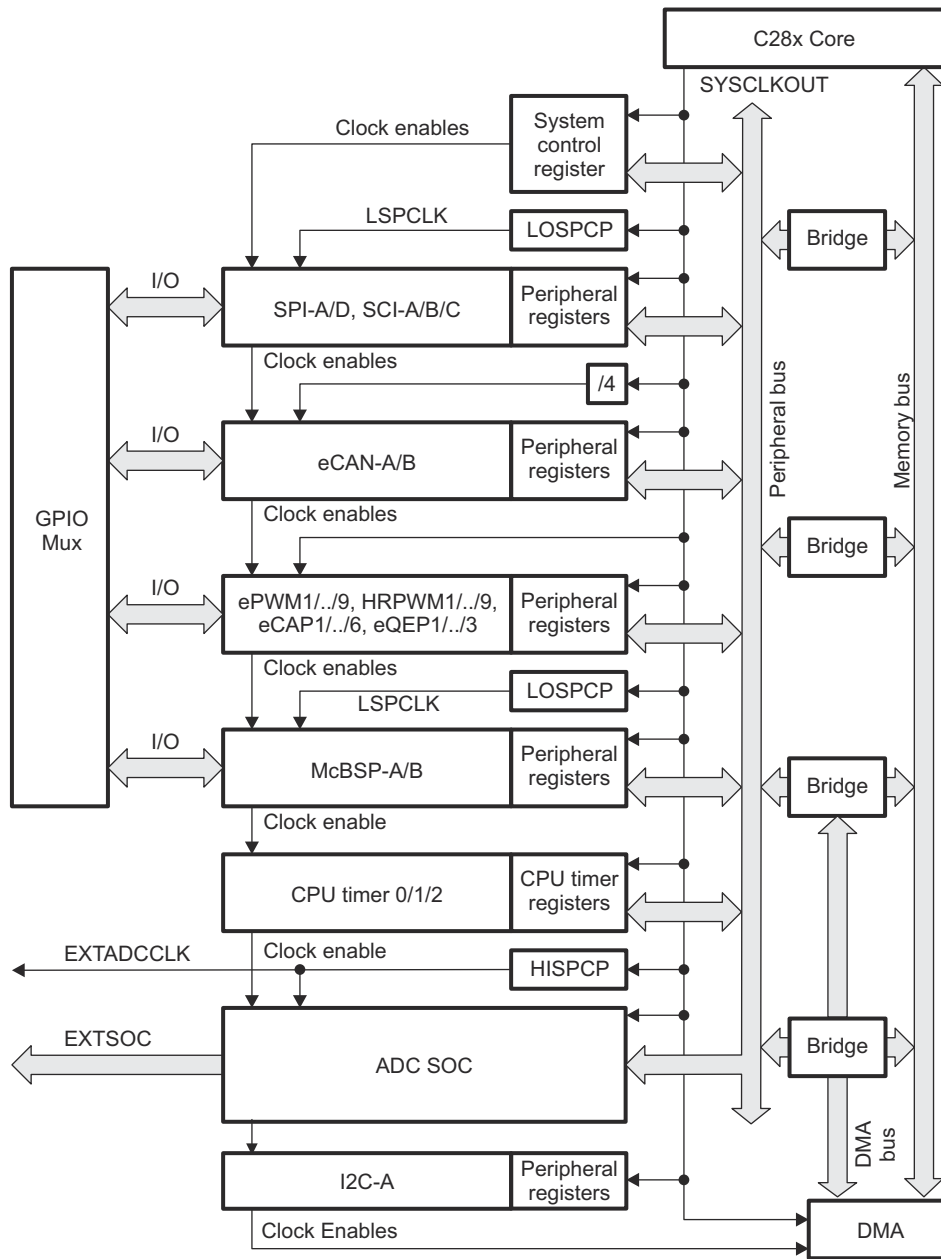 C28x Core
SYSCLKOUT
Clock enables
System
control
register
LSPCLK
LOSPCP
Bridge
I/O
SPI-A/D, SCI-A/B/C
Peripheral
registers
Clock enables
/4
Peripheral bus
Memory bus
I/O
eCAN-A/B
Peripheral
registers
GPIO
Mux
Clock enables
Bridge
I/O
ePWM1/../9, HRPWM1/../9,
eCAP1/../6, eQEP1/../3
Peripheral
registers
Clock enables
LSPCLK
LOSPCP
I/O
McBSP-A/B
Peripheral
registers
Bridge
Clock enable
CPU timer 0/1/2
CPU timer
registers
EXTADCCLK
Clock enable
HISPCP
EXTSOC
ADC SOC
Bridge
DMA
bus
I2C-A
Peripheral
registers
Clock Enables
DMA